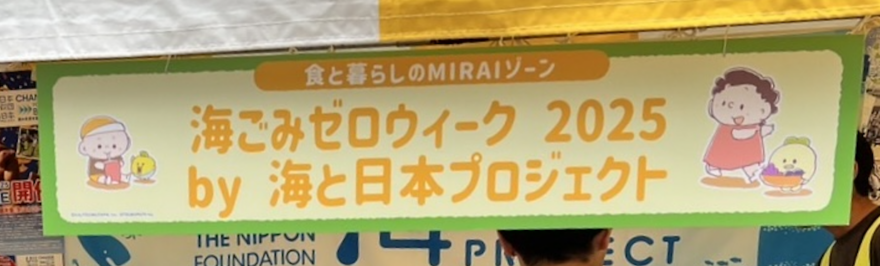 食と暮らしのMIRAIゾーン
海ごみゼロウィーク 2025
by 海と日本プロジェクト
THE NIPPON
FOUNDATION